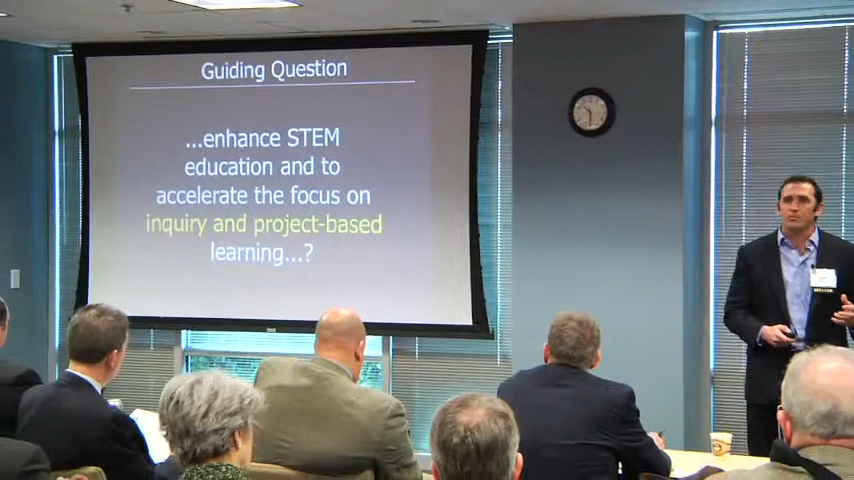 Guiding Question
...enhance STEM
education and to
accelerate the focus on
inquiry and project-based
learning...?